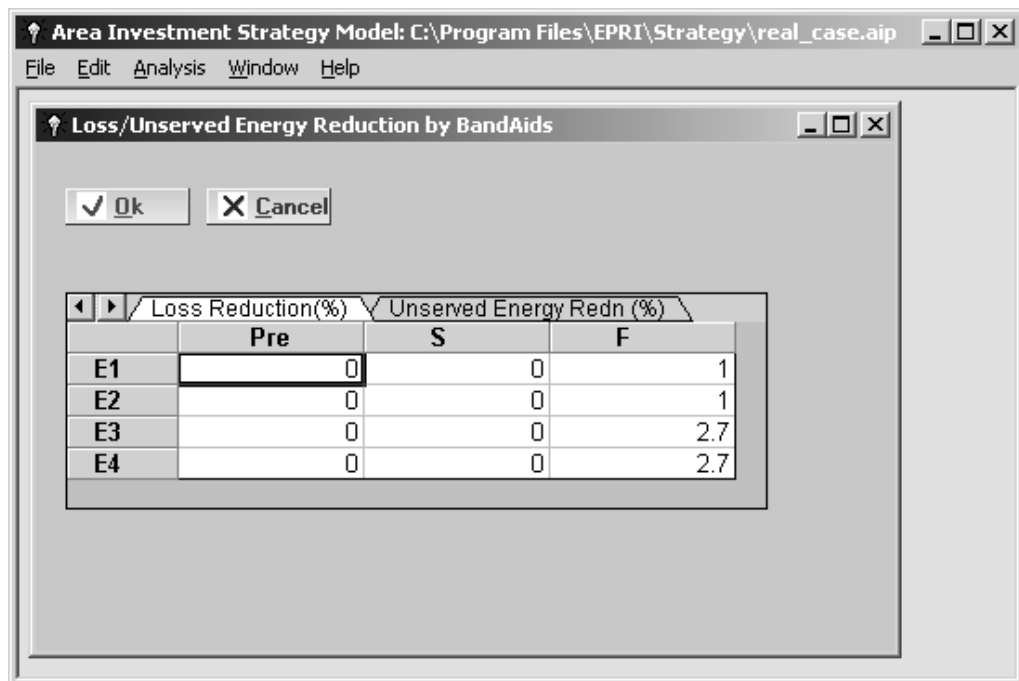 Area Investment Strategy Model: C:\Program Files\EPRI\Strategy\real_case.aip
File Edit Analysis Window Help
Loss/Unserved Energy Reduction by BandAids
Ok Cancel
Loss Reduction(%) Unserved Energy Redn (%)
Pre S F
E1 0 0 1
E2 0 0 1
E3 0 0 2.7
E4 0 0 2.7